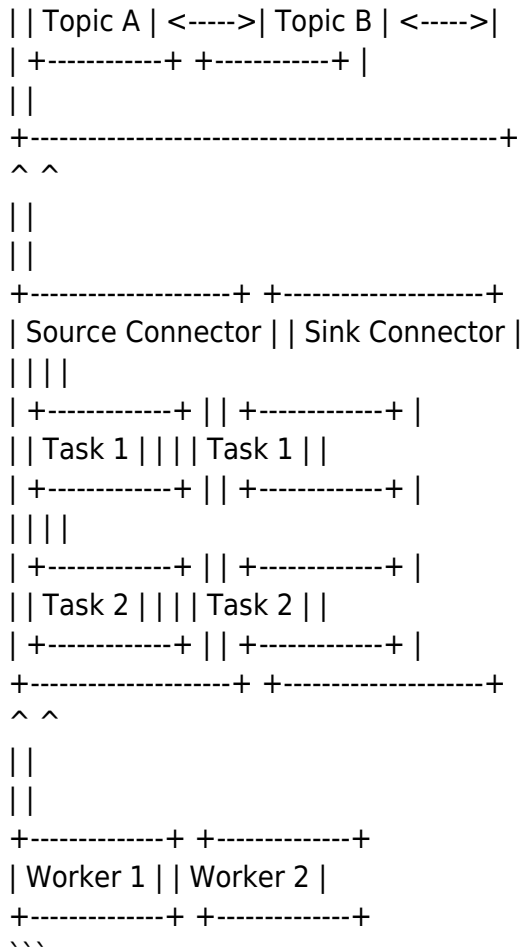 | | Topic A | <----->| Topic B | <----->|
| +------------+ +------------+ |
| |
+-------------------------------------------------+
^ ^
| |
| |
+---------------------+ +---------------------+
| Source Connector | | Sink Connector |
| | | |
| +-------------+ | | +-------------+ |
| | Task 1 | | | | Task 1 | |
| +-------------+ | | +-------------+ |
| | | |
| +-------------+ | | +-------------+ |
| | Task 2 | | | | Task 2 | |
| +-------------+ | | +-------------+ |
+---------------------+ +---------------------+
^ ^
| |
| |
+--------------+ +--------------+
| Worker 1 | | Worker 2 |
+--------------+ +--------------+